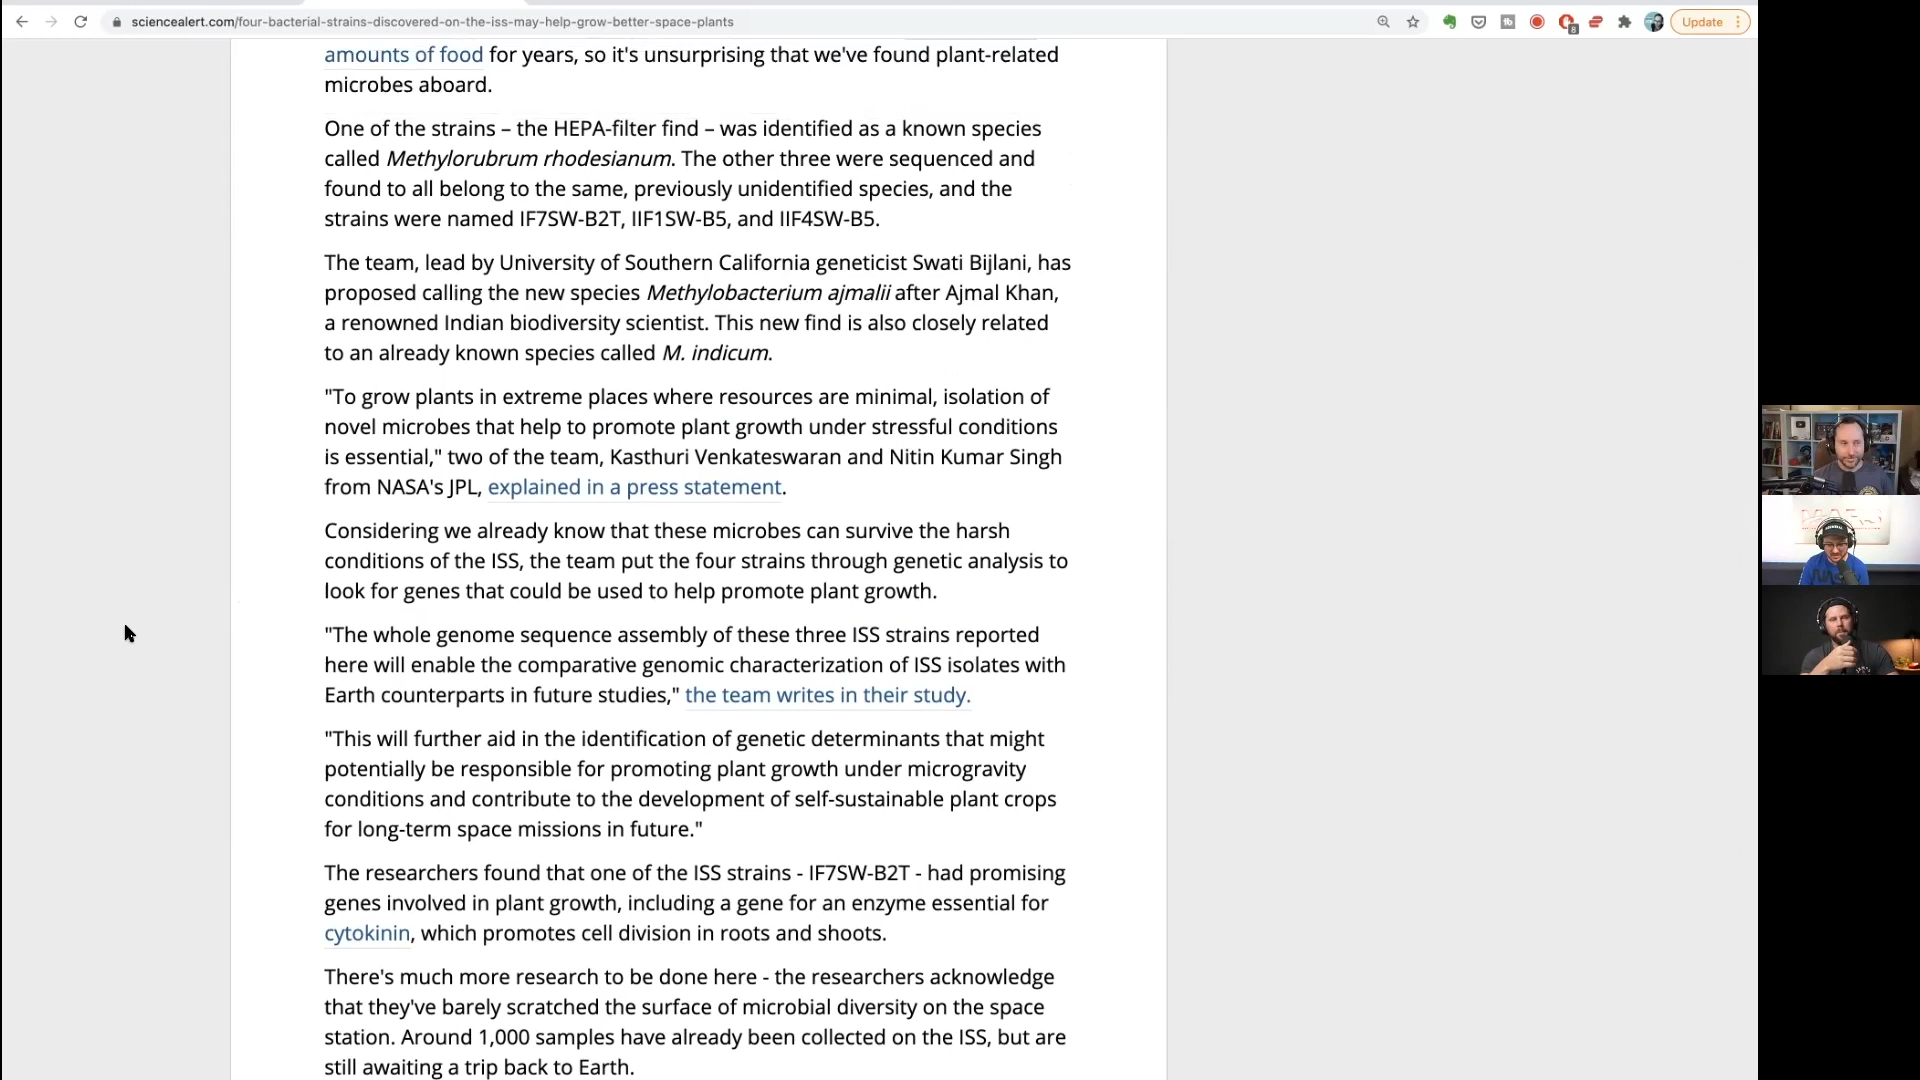 sciencealert.com/four-bacterial-strains-discovered-on-the-iss-may-help-grow-better-space-plants
Update
8
amounts of food for years, so it's unsurprising that we've found plant-related
microbes aboard.
One of the strains – the HEPA-filter find – was identified as a known species
called Methylorubrum rhodesianum. The other three were sequenced and
found to all belong to the same, previously unidentified species, and the
strains were named IF7SW-B2T, IIF1SW-B5, and IIF4SW-B5.
The team, lead by University of Southern California geneticist Swati Bijlani, has
proposed calling the new species Methylobacterium ajmalii after Ajmal Khan,
a renowned Indian biodiversity scientist. This new find is also closely related
to an already known species called M. indicum.
"To grow plants in extreme places where resources are minimal, isolation of
novel microbes that help to promote plant growth under stressful conditions
is essential," two of the team, Kasthuri Venkateswaran and Nitin Kumar Singh
from NASA's JPL, explained in a press statement.
Considering we already know that these microbes can survive the harsh
conditions of the ISS, the team put the four strains through genetic analysis to
look for genes that could be used to help promote plant growth.
"The whole genome sequence assembly of these three ISS strains reported
here will enable the comparative genomic characterization of ISS isolates with
Earth counterparts in future studies," the team writes in their study.
"This will further aid in the identification of genetic determinants that might
potentially be responsible for promoting plant growth under microgravity
conditions and contribute to the development of self-sustainable plant crops
for long-term space missions in future."
The researchers found that one of the ISS strains - IF7SW-B2T - had promising
genes involved in plant growth, including a gene for an enzyme essential for
cytokinin, which promotes cell division in roots and shoots.
There's much more research to be done here - the researchers acknowledge
that they've barely scratched the surface of microbial diversity on the space
station. Around 1,000 samples have already been collected on the ISS, but are
still awaiting a trip back to Earth.
MARS